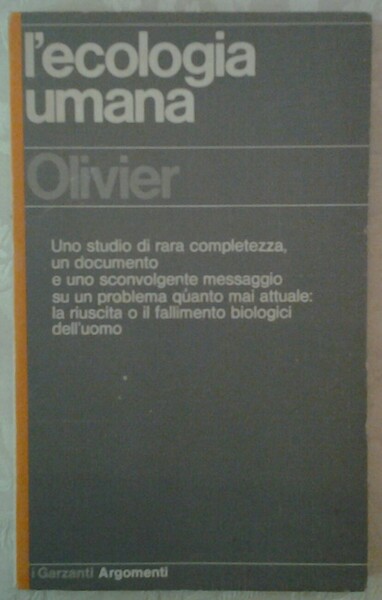 l'ecologia
umana
Olivier
Uno studio di rara completezza,
un documento
e uno sconvolgente messaggio
su un problema quanto mai attuale:
la riuscita o il fallimento biologici
dell'uomo
i Garzanti Argomenti